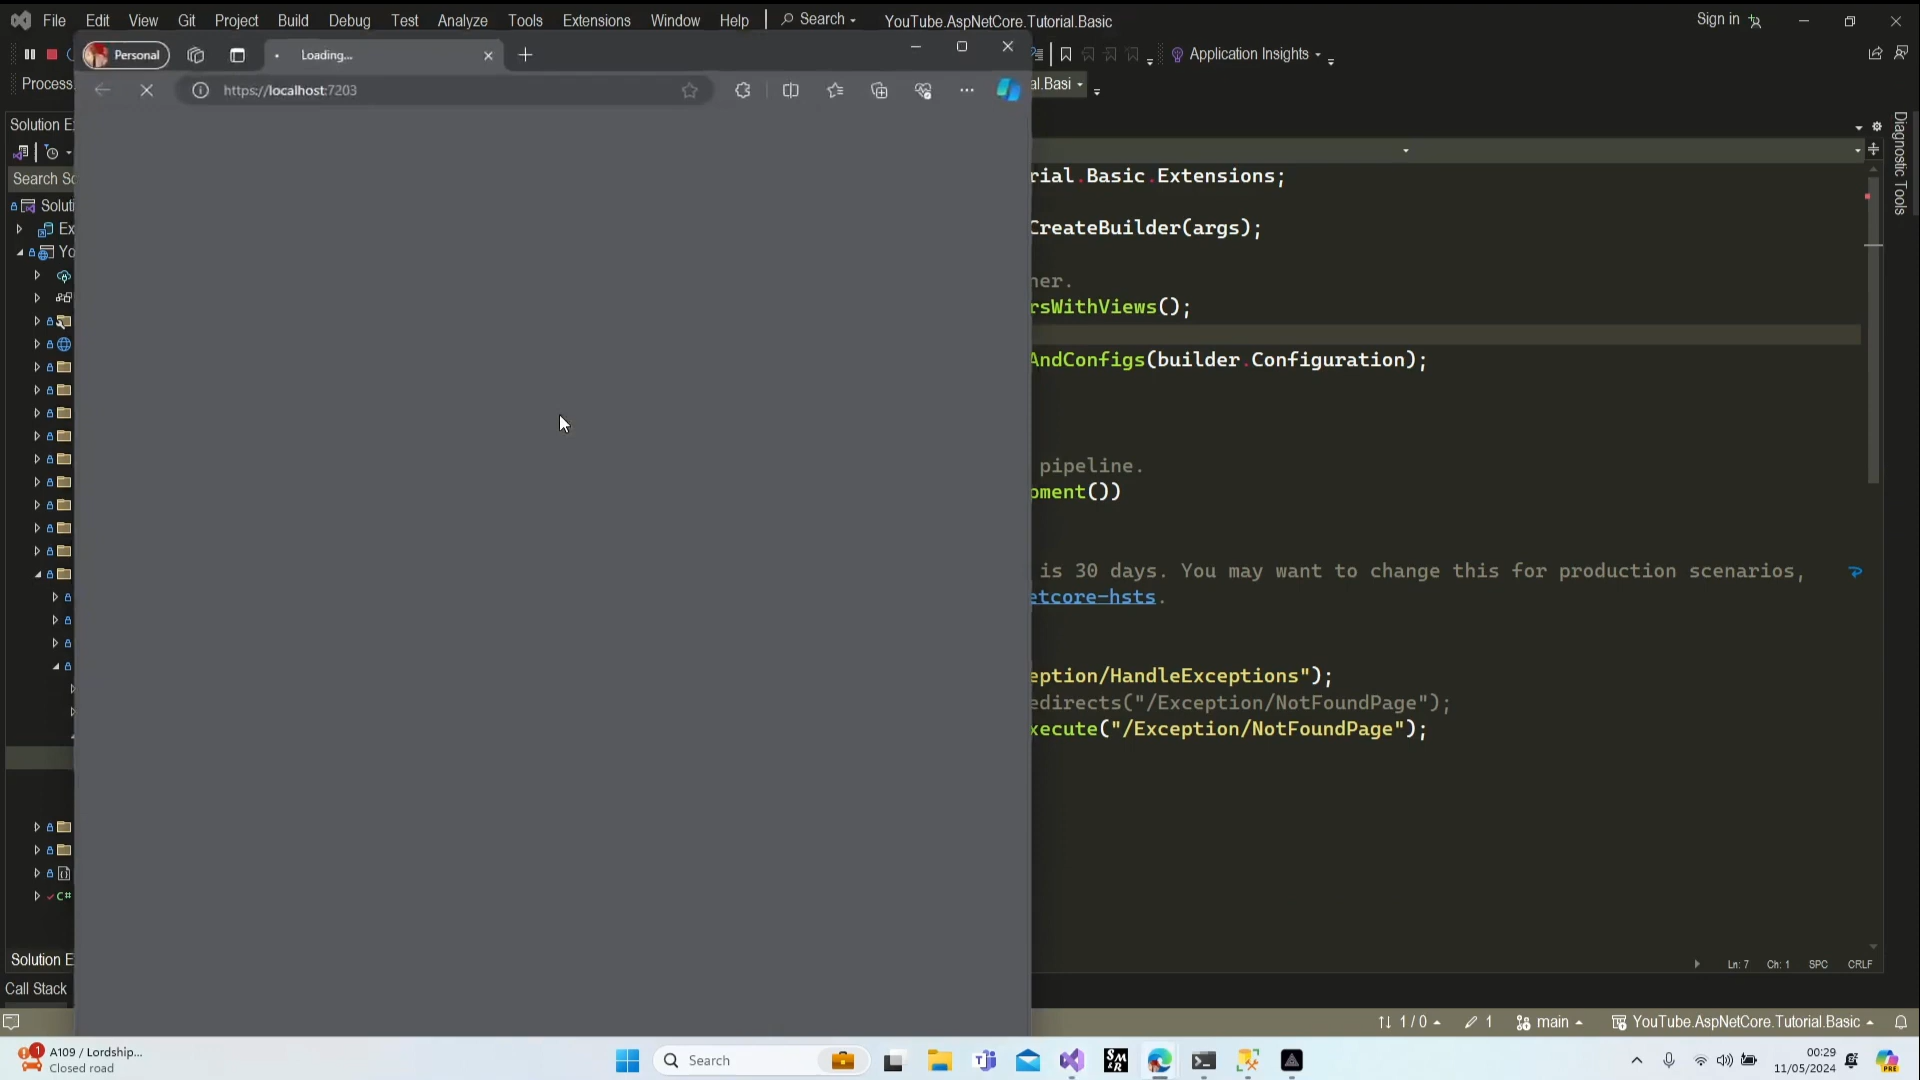 File Edit View Git Project Build Debug Test Analyze Tools Extensions Window Help Search YouTube.AspNetCore.Tutorial.Basic Sign in
Personal Loading...
Application Insights
Process
https://localhost:7203
al.Basi
Solution E
Diagnostic Tools
Search So
rial.Basic.Extensions;
Soluti
CreateBuilder(args);
Ex
Yo
ner.
rsWithViews();
AndConfigs(builder.Configuration);
pipeline.
pment())
is 30 days. You may want to change this for production scenarios,
etcore-hsts.
eption/HandleExceptions");
edirects("/Exception/NotFoundPage");
xecute("/Exception/NotFoundPage");
C#
Solution E
Ln: 7 Ch: 1 SPC CRLF
Call Stack
1 / 0 1 main YouTube.AspNetCore.Tutorial.Basic
1
A109 / Lordship...
Closed road
Search
SM
&R
00:29
11/05/2024
PRE